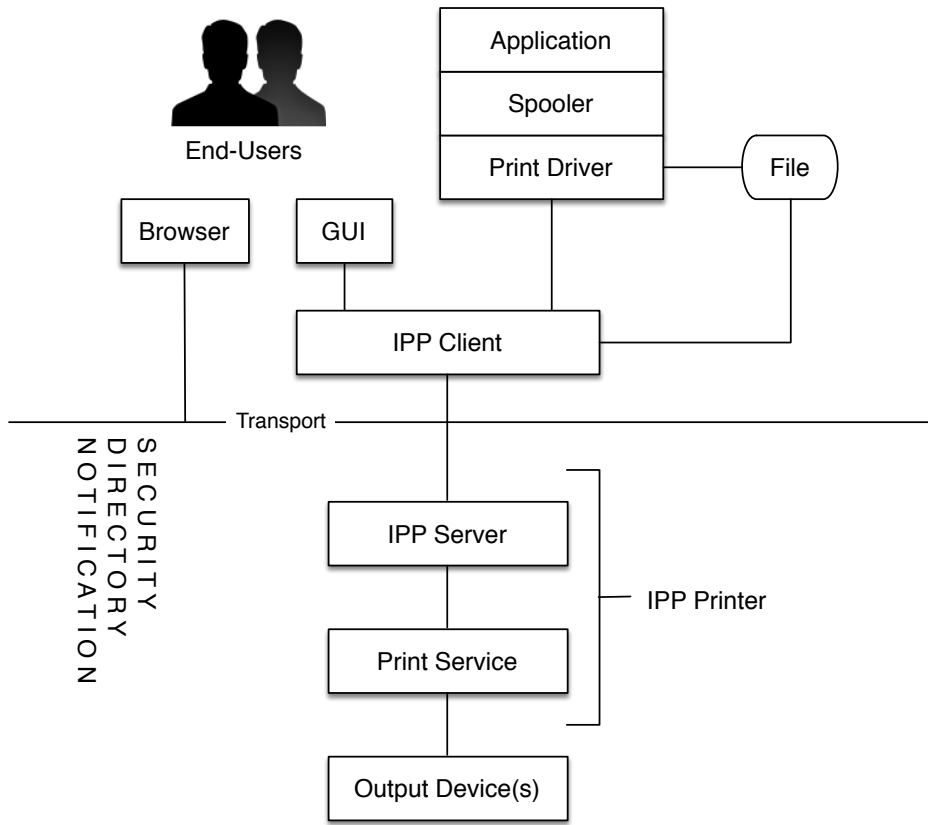 Application
Spooler
End-Users
Print Driver
File
Browser
GUI
IPP Client
Transport
SECURITY
DIRECTORY
NOTIFICATION
IPP Server
IPP Printer
Print Service
Output Device(s)